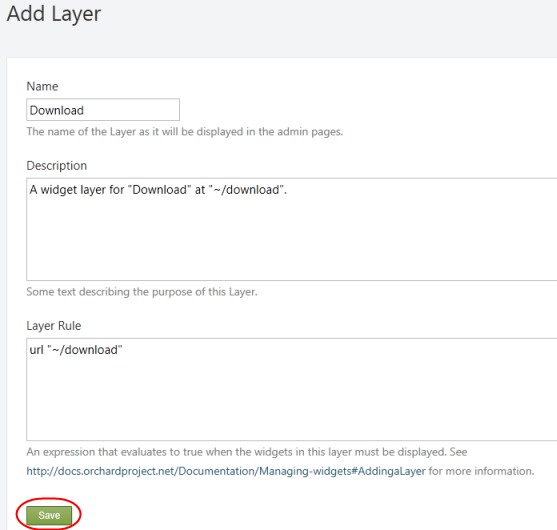 Add Layer
Name
Download
The name of the Layer as it will be displayed in the admin pages.
Description
A widget layer for "Download" at "~/download".
Some text describing the purpose of this Layer.
Layer Rule
url "~/download"
An expression that evaluates to true when the widgets in this layer must be displayed. See
http://docs.orchardproject.net/Documentation/Managing-widgets#AddingaLayer for more information.
Save